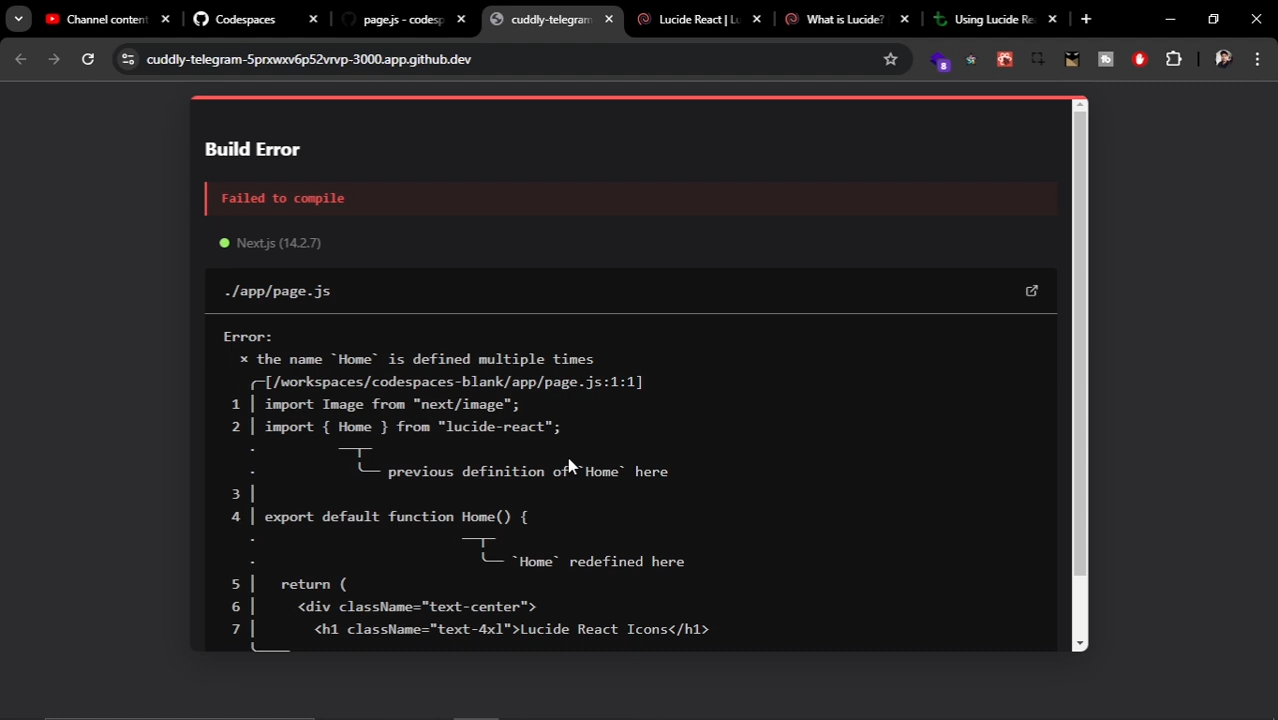 Channel content
Codespaces
page.js - codesp
cuddly-telegram
Lucide React | Lu
What is Lucide?
Using Lucide Re
cuddly-telegram-5prxwxv6p52vrvp-3000.app.github.dev
8
Build Error
Failed to compile
Next.js (14.2.7)
./app/page.js
Error:
× the name `Home` is defined multiple times
╭─[/workspaces/codespaces-blank/app/page.js:1:1]
1 │ import Image from "next/image";
2 │ import { Home } from "lucide-react";
· ──┬─
· ╰── previous definition of `Home` here
3 │
4 │ export default function Home() {
· ──┬─
· ╰── `Home` redefined here
5 │ return (
6 │ <div className="text-center">
7 │ <h1 className="text-4xl">Lucide React Icons</h1>
╰────